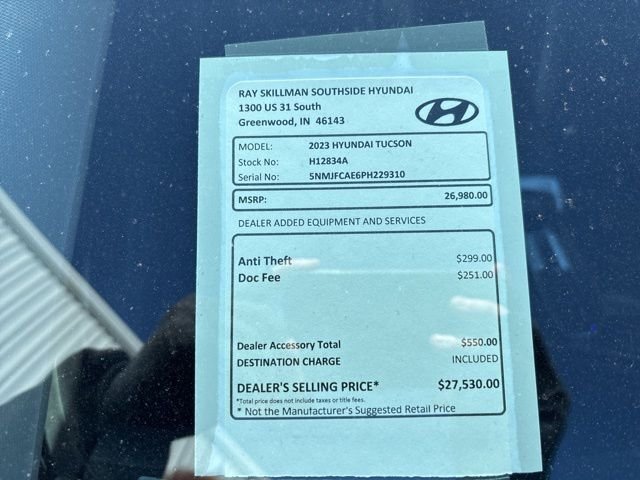 RAY SKILLMAN SOUTHSIDE HYUNDAI
1300 US 31 South
Greenwood, IN 46143
MODEL: 2023 HYUNDAI TUCSON
Stock No: H12834A
Serial No: 5NMJFCAE6PH229310
MSRP: 26,980.00
DEALER ADDED EQUIPMENT AND SERVICES
Anti Theft $299.00
Doc Fee $251.00
Dealer Accessory Total $550.00
DESTINATION CHARGE INCLUDED
DEALER'S SELLING PRICE* $27,530.00
*Total price does not include taxes or title fees.
* Not the Manufacturer's Suggested Retail Price